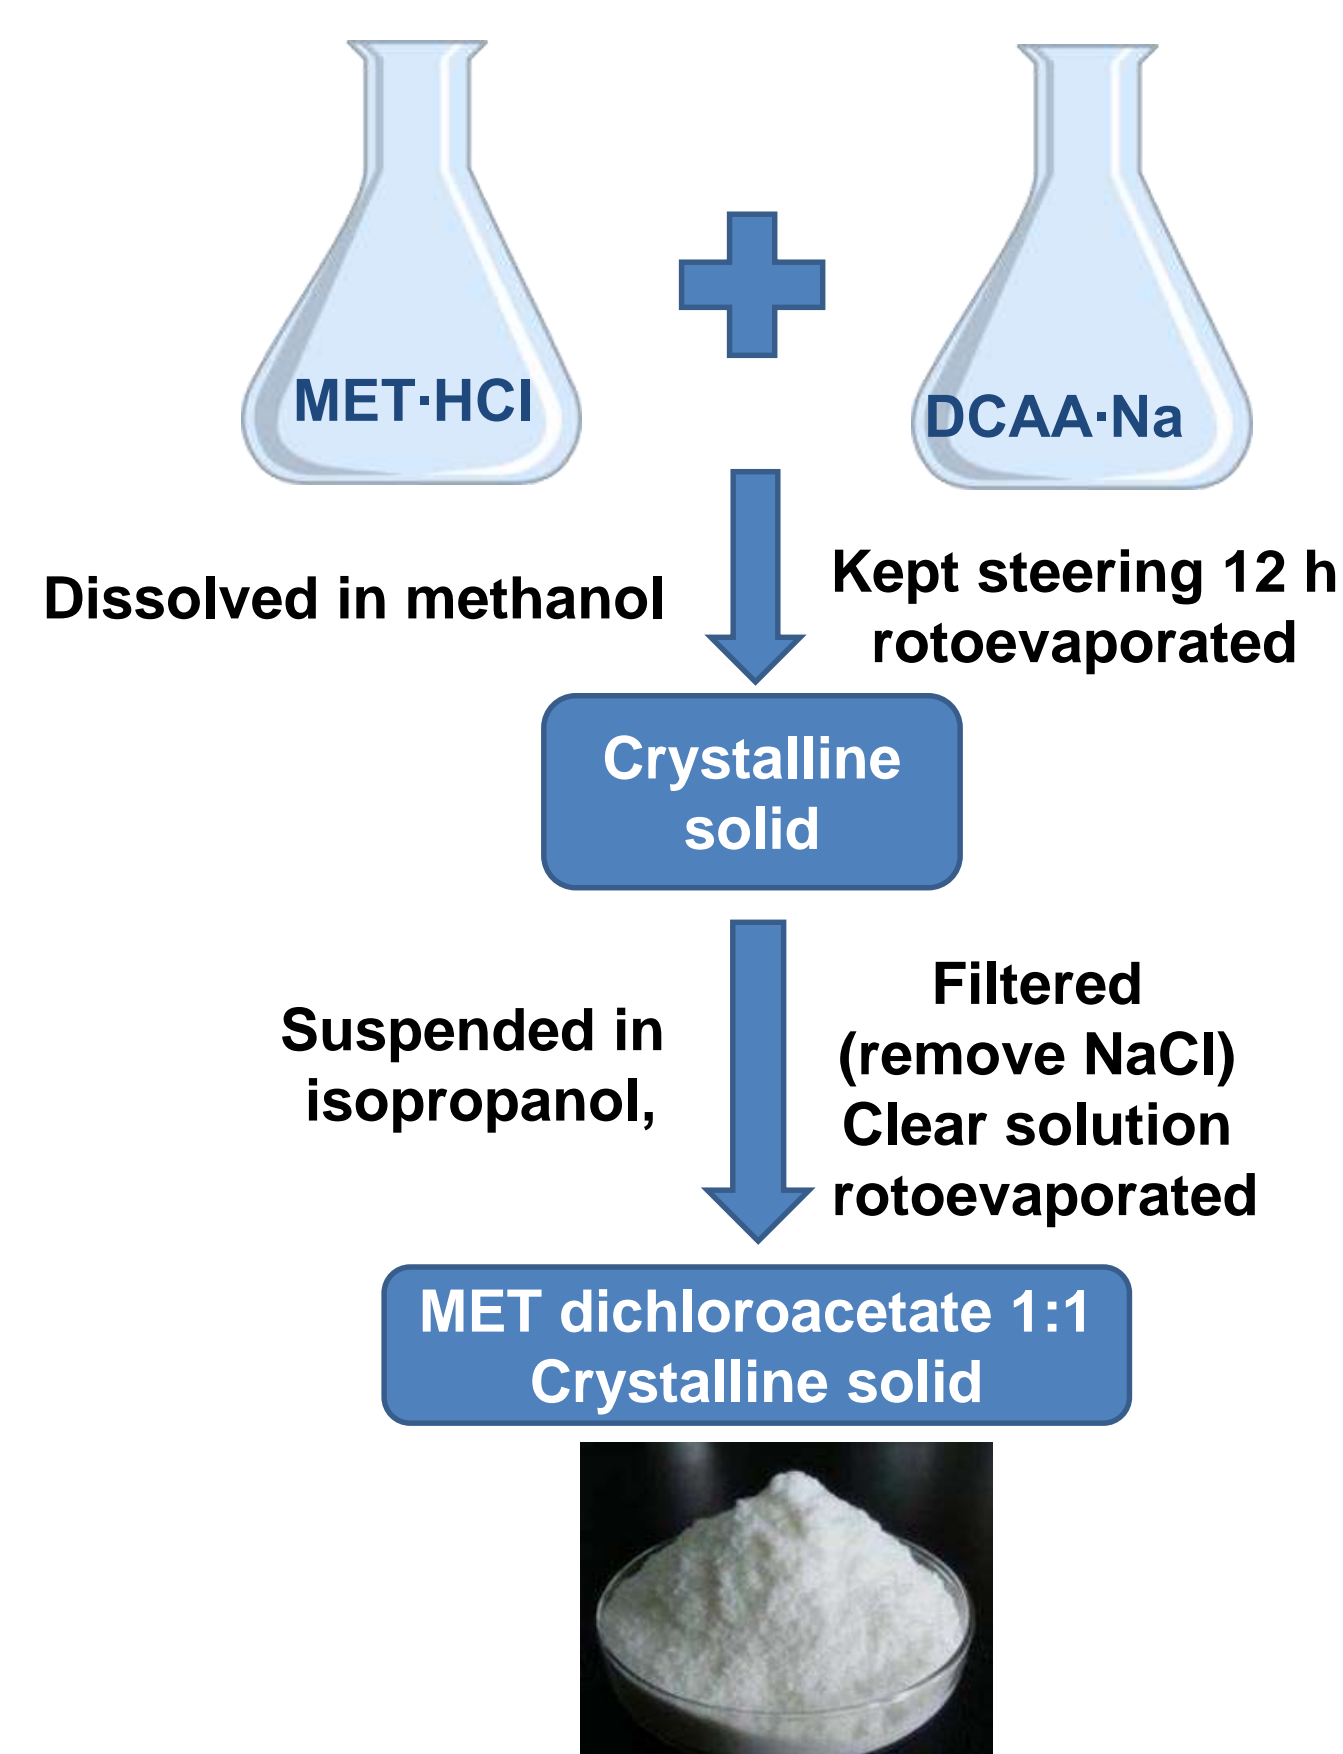 MET·HCl
DCAA·Na
Dissolved in methanol
Kept steering 12 h
rotoevaporated
Crystalline
solid
Suspended in
isopropanol,
Filtered
(remove NaCl)
Clear solution
rotoevaporated
MET dichloroacetate 1:1
Crystalline solid